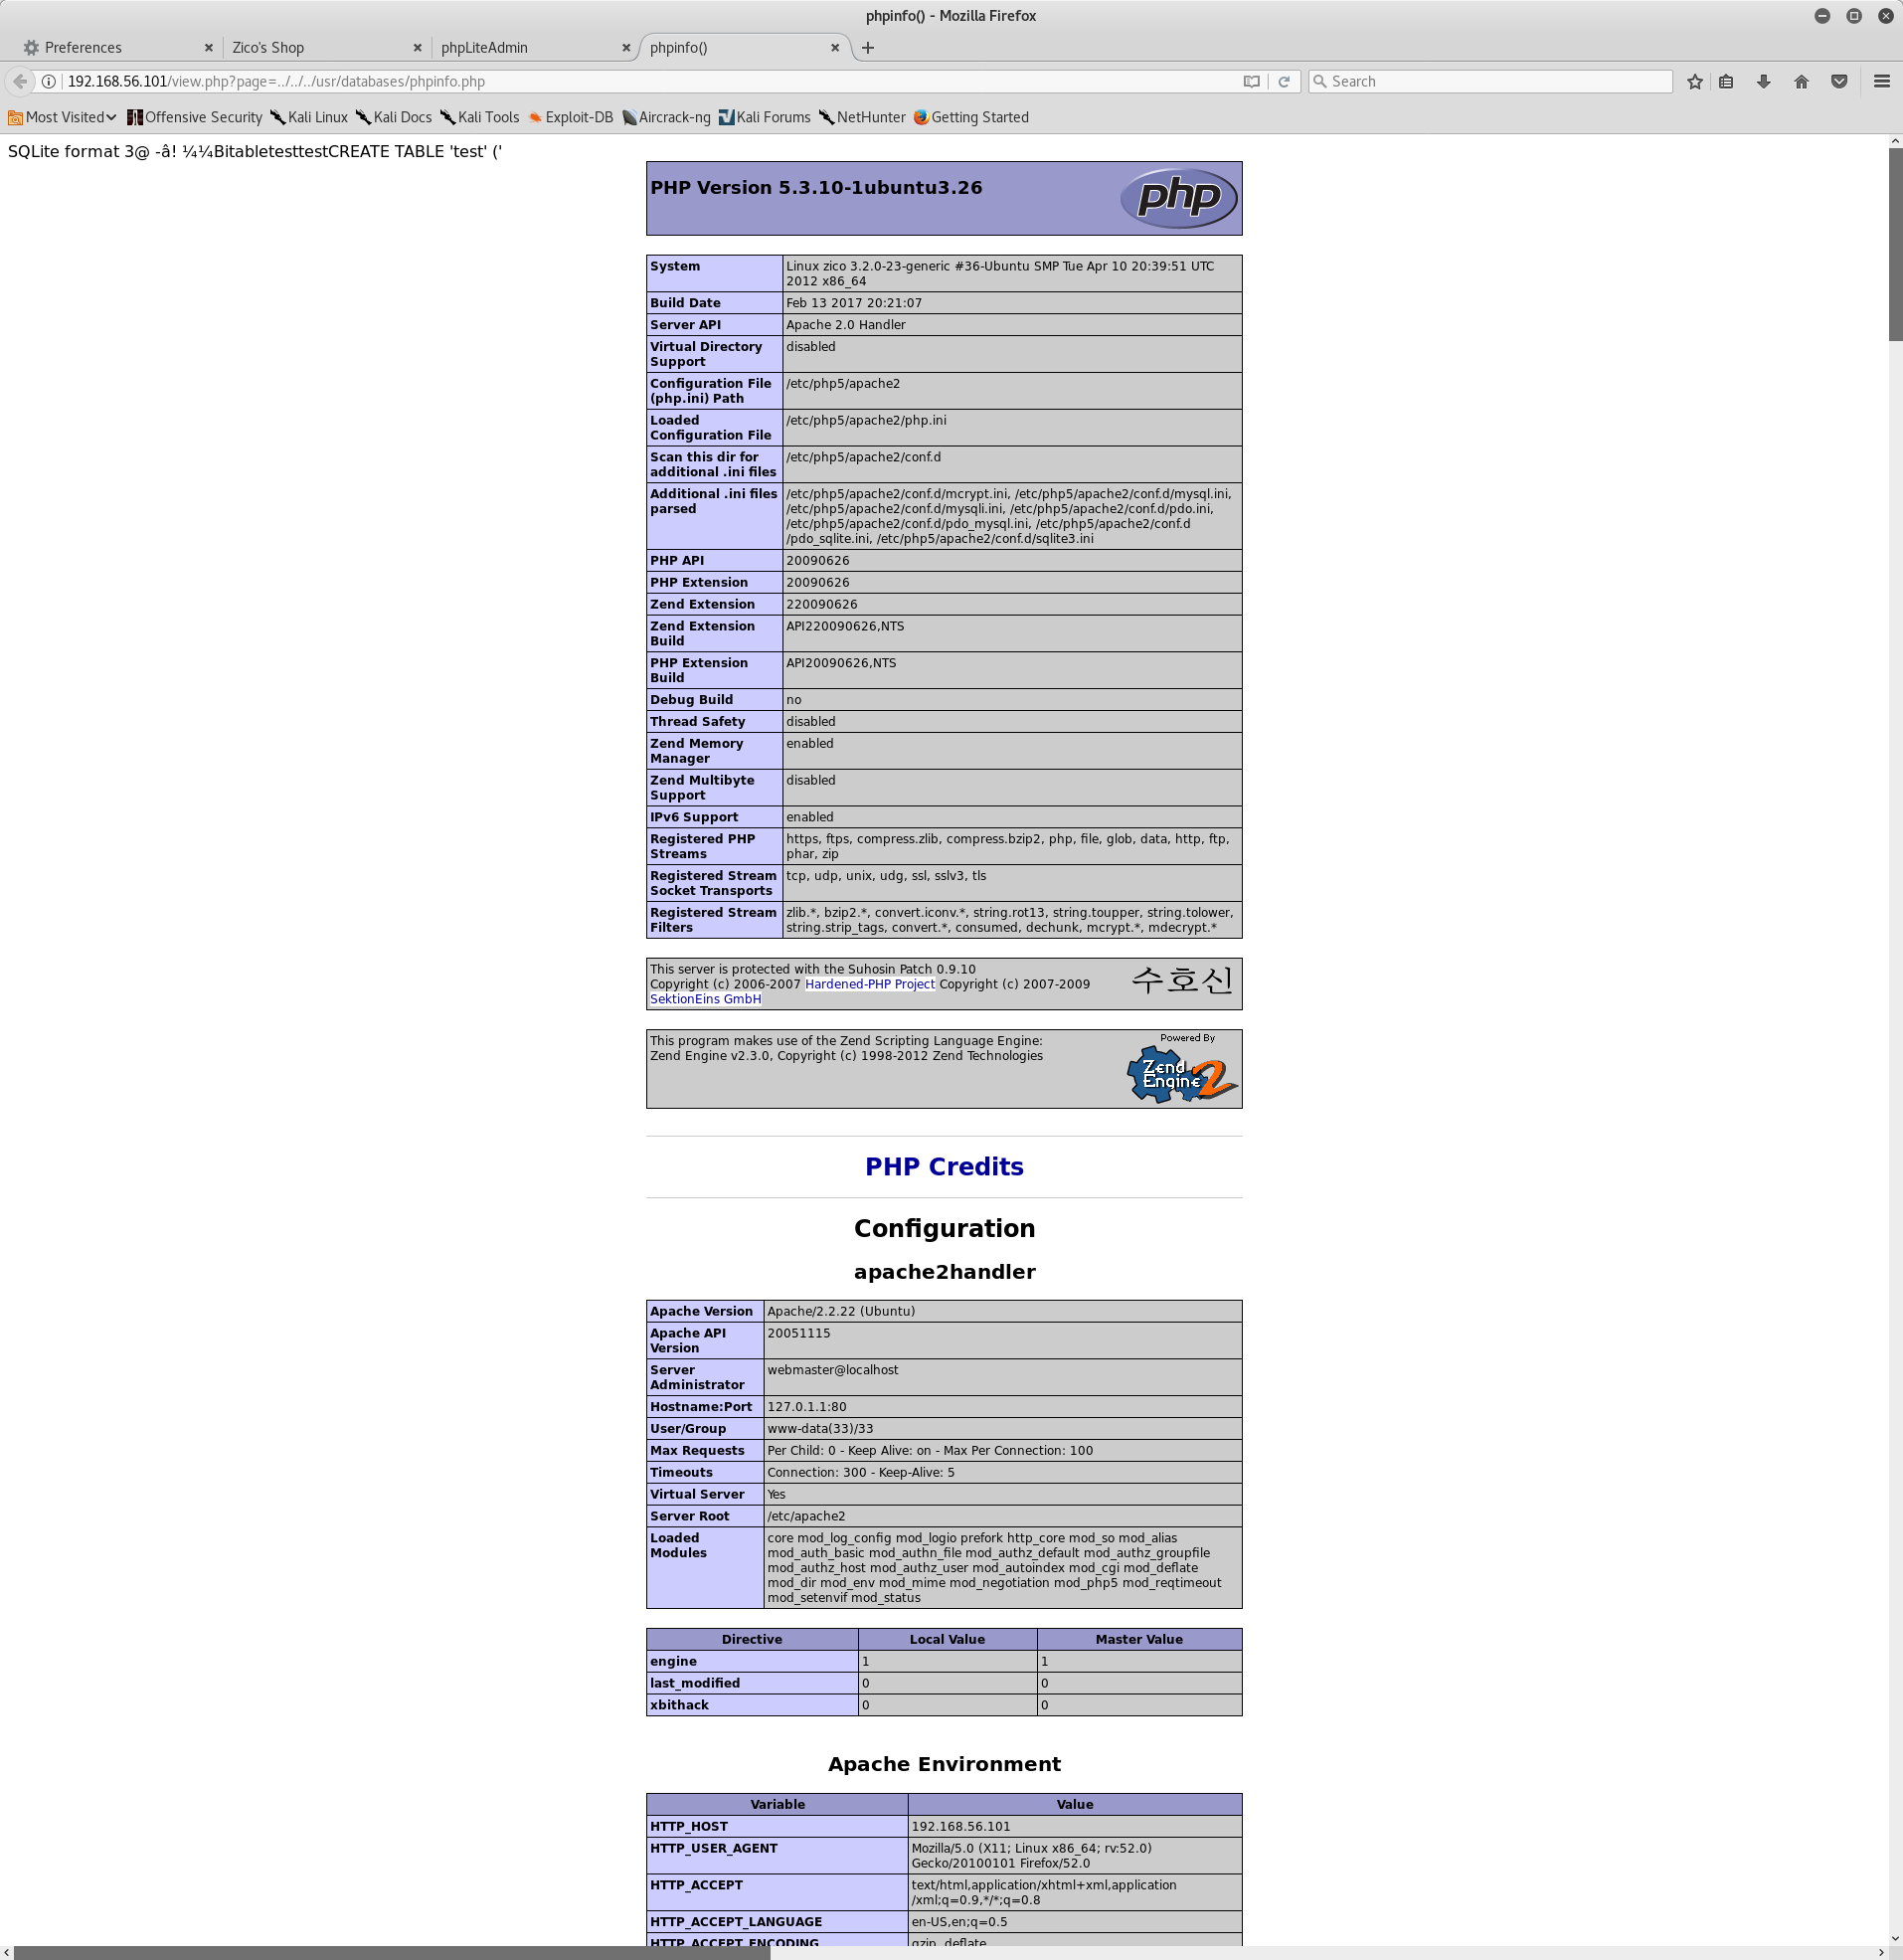 phpinfo() - Mozilla Firefox
Preferences
Zico's Shop
phpLiteAdmin
phpinfo()
192.168.56.101/view.php?page=../../../usr/databases/phpinfo.php
Search
Most Visited
Offensive Security
Kali Linux
Kali Docs
Kali Tools
Exploit-DB
Aircrack-ng
Kali Forums
NetHunter
Getting Started
SQLite format 3@ -â! ¼¼BitabletesttestCREATE TABLE 'test' ('
PHP Version 5.3.10-1ubuntu3.26
php
System Linux zico 3.2.0-23-generic #36-Ubuntu SMP Tue Apr 10 20:39:51 UTC
2012 x86_64
Build Date Feb 13 2017 20:21:07
Server API Apache 2.0 Handler
Virtual Directory disabled
Support
Configuration File /etc/php5/apache2
(php.ini) Path
Loaded /etc/php5/apache2/php.ini
Configuration File
Scan this dir for /etc/php5/apache2/conf.d
additional .ini files
Additional .ini files /etc/php5/apache2/conf.d/mcrypt.ini, /etc/php5/apache2/conf.d/mysql.ini,
parsed /etc/php5/apache2/conf.d/mysqli.ini, /etc/php5/apache2/conf.d/pdo.ini,
/etc/php5/apache2/conf.d/pdo_mysql.ini, /etc/php5/apache2/conf.d
/pdo_sqlite.ini, /etc/php5/apache2/conf.d/sqlite3.ini
PHP API 20090626
PHP Extension 20090626
Zend Extension 220090626
Zend Extension API220090626,NTS
Build
PHP Extension API20090626,NTS
Build
Debug Build no
Thread Safety disabled
Zend Memory enabled
Manager
Zend Multibyte disabled
Support
IPv6 Support enabled
Registered PHP https, ftps, compress.zlib, compress.bzip2, php, file, glob, data, http, ftp,
Streams phar, zip
Registered Stream tcp, udp, unix, udg, ssl, sslv3, tls
Socket Transports
Registered Stream zlib.*, bzip2.*, convert.iconv.*, string.rot13, string.toupper, string.tolower,
Filters string.strip_tags, convert.*, consumed, dechunk, mcrypt.*, mdecrypt.*
This server is protected with the Suhosin Patch 0.9.10
Copyright (c) 2006-2007 Hardened-PHP Project Copyright (c) 2007-2009
SektionEins GmbH
수호신
This program makes use of the Zend Scripting Language Engine:
Zend Engine v2.3.0, Copyright (c) 1998-2012 Zend Technologies
Powered By
Zend
Engine 2
PHP Credits
Configuration
apache2handler
Apache Version Apache/2.2.22 (Ubuntu)
Apache API 20051115
Version
Server webmaster@localhost
Administrator
Hostname:Port 127.0.1.1:80
User/Group www-data(33)/33
Max Requests Per Child: 0 - Keep Alive: on - Max Per Connection: 100
Timeouts Connection: 300 - Keep-Alive: 5
Virtual Server Yes
Server Root /etc/apache2
Loaded core mod_log_config mod_logio prefork http_core mod_so mod_alias
Modules mod_auth_basic mod_authn_file mod_authz_default mod_authz_groupfile
mod_authz_host mod_authz_user mod_autoindex mod_cgi mod_deflate
mod_dir mod_env mod_mime mod_negotiation mod_php5 mod_reqtimeout
mod_setenvif mod_status
Directive Local Value Master Value
engine 1 1
last_modified 0 0
xbithack 0 0
Apache Environment
Variable Value
HTTP_HOST 192.168.56.101
HTTP_USER_AGENT Mozilla/5.0 (X11; Linux x86_64; rv:52.0)
Gecko/20100101 Firefox/52.0
HTTP_ACCEPT text/html,application/xhtml+xml,application
/xml;q=0.9,*/*;q=0.8
HTTP_ACCEPT_LANGUAGE en-US,en;q=0.5
HTTP_ACCEPT_ENCODING gzip, deflate